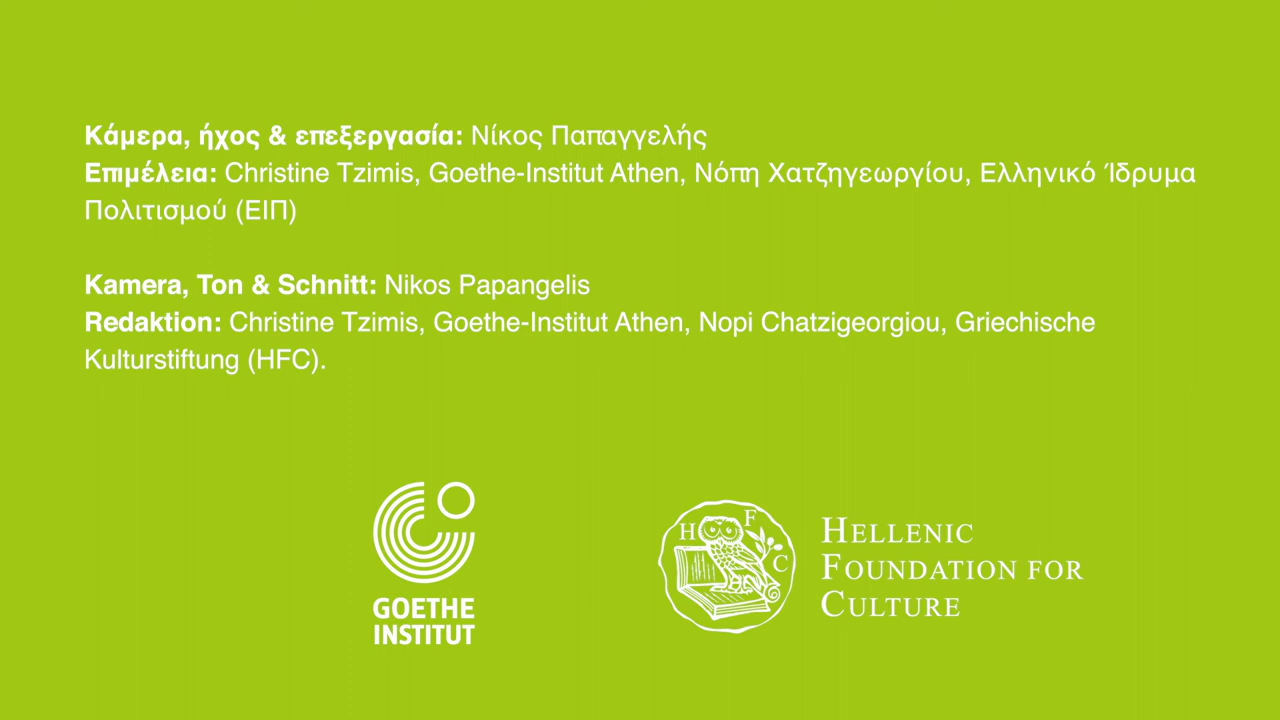 Κάμερα, ήχος & επεξεργασία: Νίκος Παπαγγελής
Επιμέλεια: Christine Tzimis, Goethe-Institut Athen, Νόπη Χατζηγεωργίου, Ελληνικό Ίδρυμα
Πολιτισμού (ΕΙΠ)
Kamera, Ton & Schnitt: Nikos Papangelis
Redaktion: Christine Tzimis, Goethe-Institut Athen, Nopi Chatzigeorgiou, Griechische
Kulturstiftung (HFC).
GOETHE
INSTITUT
H F C
HELLENIC
FOUNDATION FOR
CULTURE